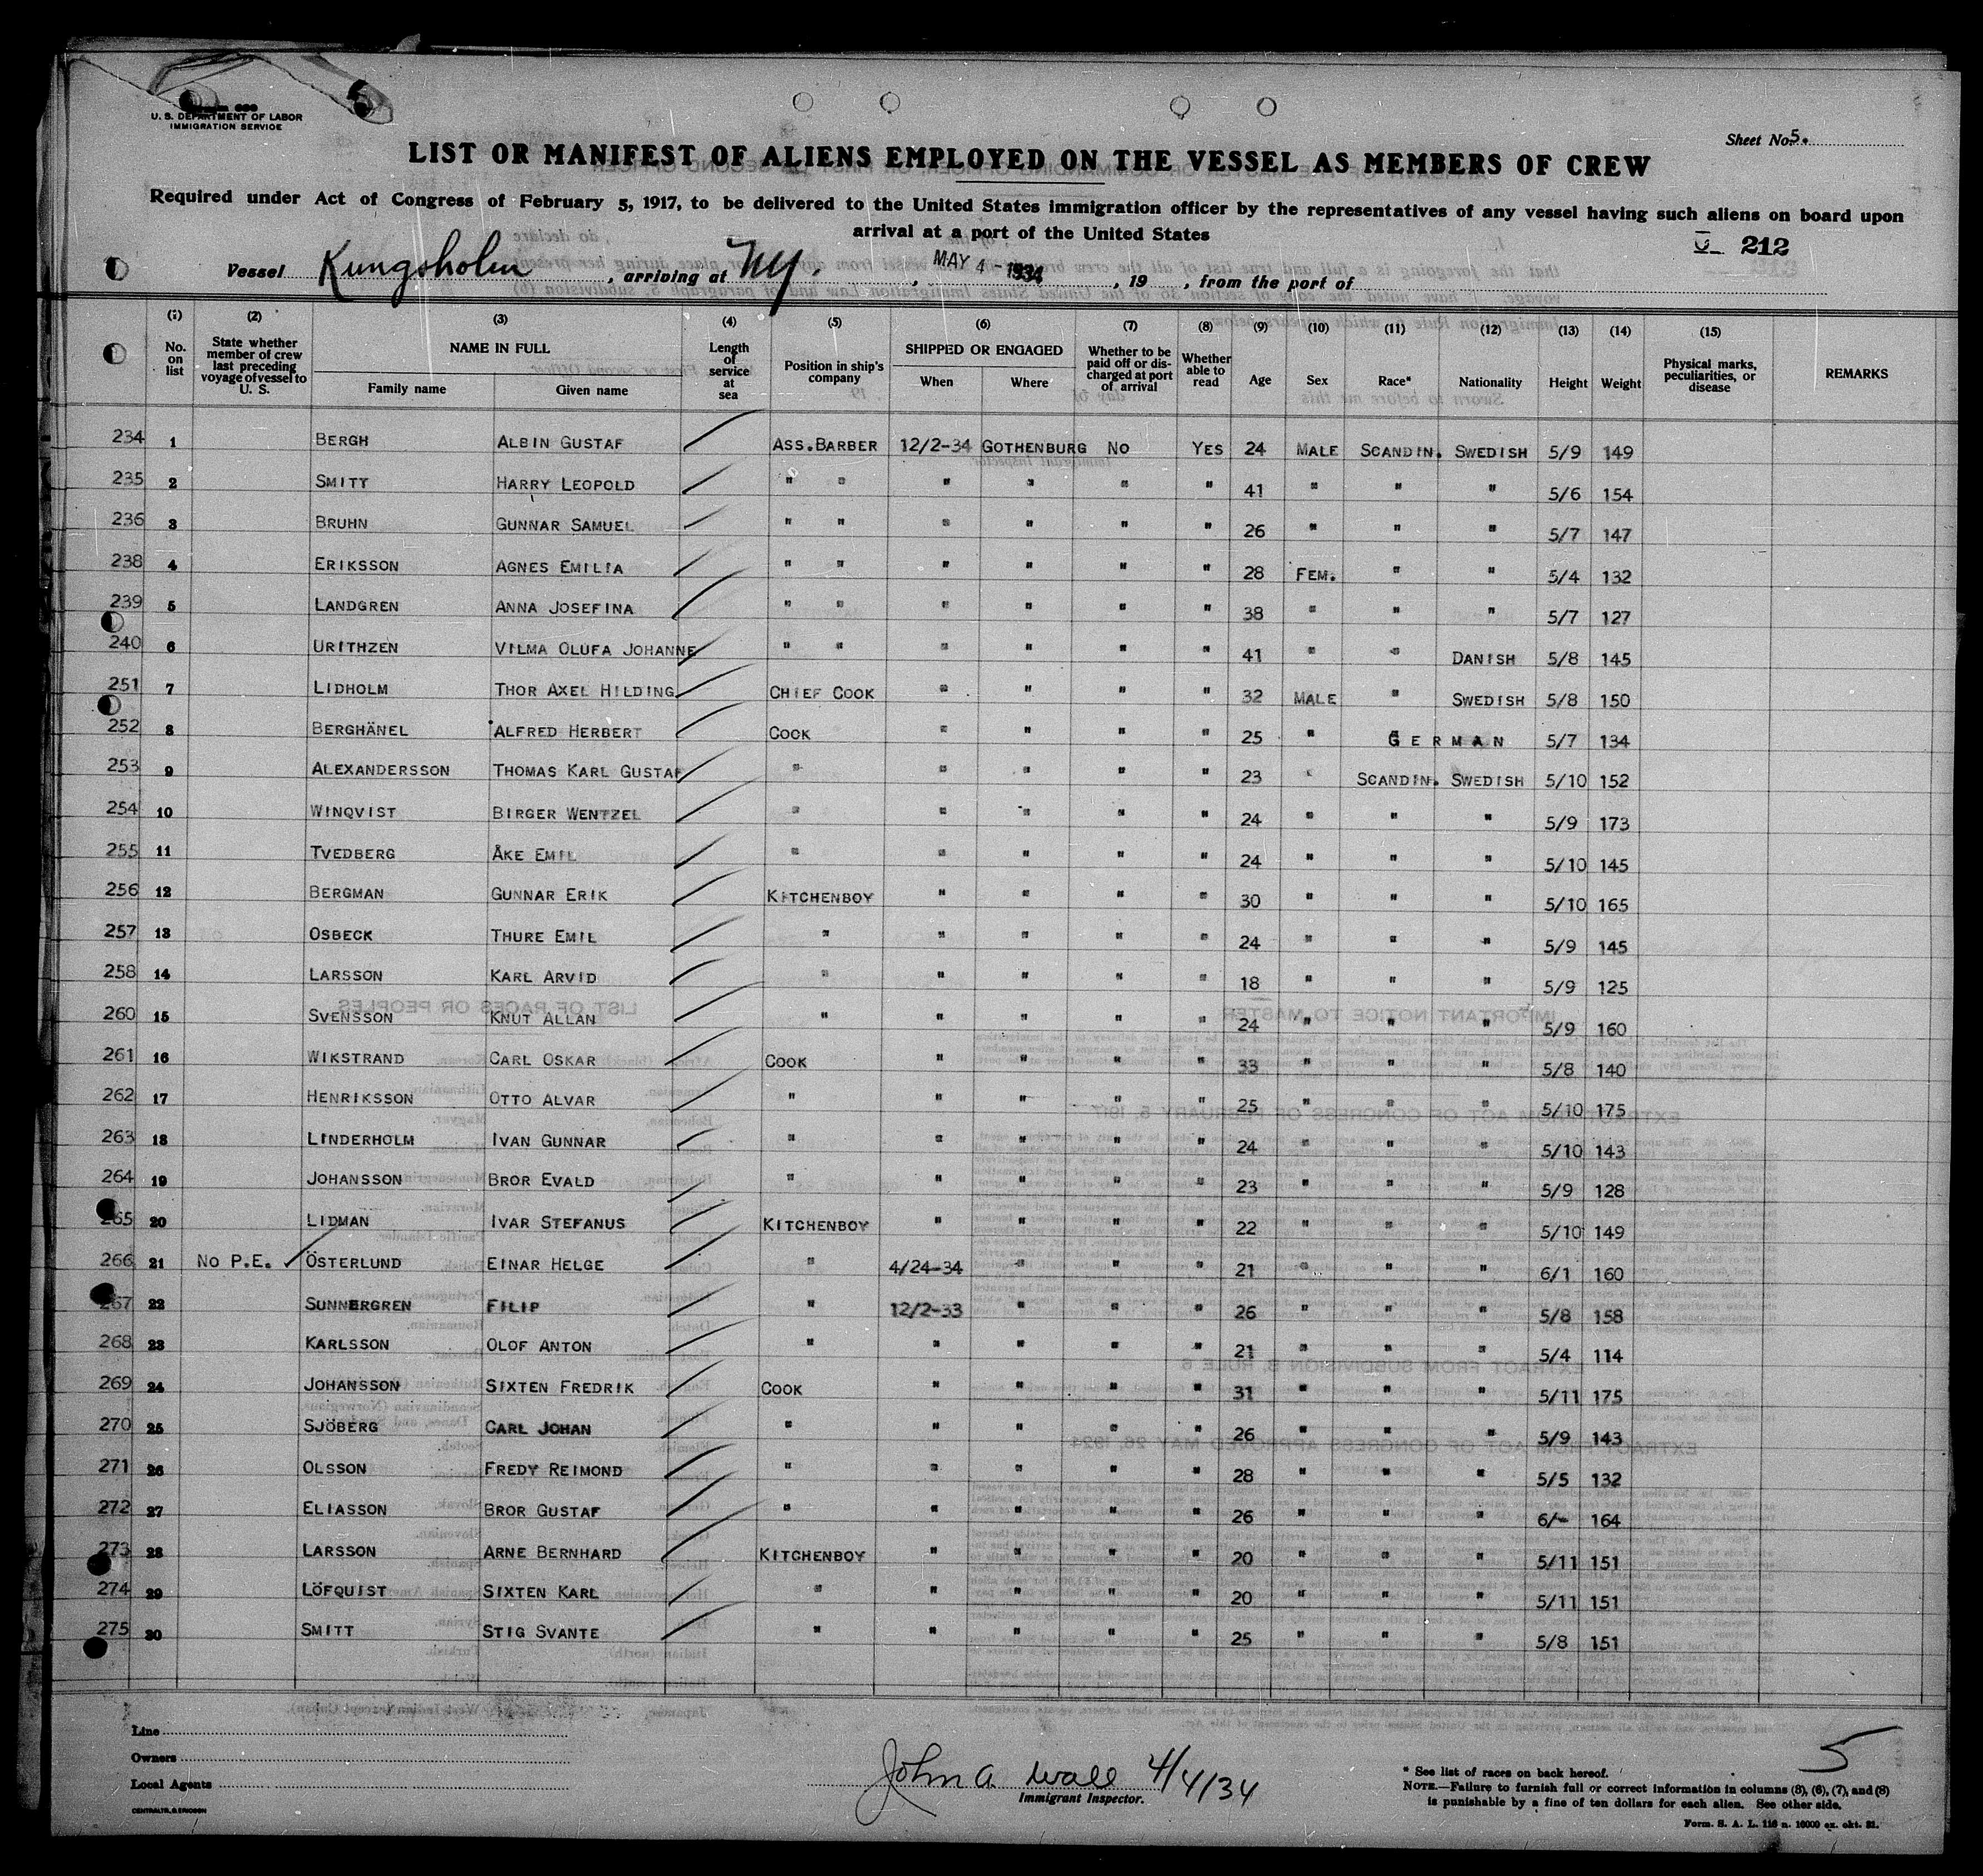 U. S. DEPARTMENT OF LABOR
IMMIGRATION SERVICE
Sheet No. 5.
LIST OR MANIFEST OF ALIENS EMPLOYED ON THE VESSEL AS MEMBERS OF CREW
Required under Act of Congress of February 5, 1917, to be delivered to the United States immigration officer by the representatives of any vessel having such aliens on board upon
arrival at a port of the United States
212
Vessel Kungsholm, arriving at NY., MAY 4 - 1934, 19, from the port of
(1) (2) (3) (4) (5) (6) (7) (8) (9) (10) (11) (12) (13) (14) (15)
No. on list State whether member of crew last preceding voyage of vessel to U. S. NAME IN FULL Family name Given name Length of service at sea Position in ship's company SHIPPED OR ENGAGED When Where Whether to be paid off or discharged at port of arrival Whether able to read Age Sex Race* Nationality Height Weight Physical marks, peculiarities, or disease REMARKS
234 1 BERGH ALBIN GUSTAF ASS.BARBER 12/2-34 GOTHENBURG NO YES 24 MALE SCANDIN. SWEDISH 5/9 149
235 2 SMITT HARRY LEOPOLD " " " " " " 41 " " " 5/6 154
236 3 BRUHN GUNNAR SAMUEL " " " " " " 26 " " " 5/7 147
238 4 ERIKSSON AGNES EMILIA " " " " " " 28 FEM. " " 5/4 132
239 5 LANDGREN ANNA JOSEFINA " " " " " " 38 " " " 5/7 127
240 6 URITHZEN VILMA OLUFA JOHANNE " " " " " " 41 " " DANISH 5/8 145
251 7 LIDHOLM THOR AXEL HILDING CHIEF COOK " " " " 32 MALE " SWEDISH 5/8 150
252 8 BERGHÄNEL ALFRED HERBERT COOK " " " " 25 " GERMAN 5/7 134
253 9 ALEXANDERSSON THOMAS KARL GUSTAF " " " " " 23 " SCANDIN. SWEDISH 5/10 152
254 10 WINQVIST BIRGER WENTZEL " " " " " 24 " " " 5/9 173
255 11 TVEDBERG ÅKE EMIL " " " " " 24 " " " 5/10 145
256 12 BERGMAN GUNNAR ERIK KITCHENBOY " " " " 30 " " " 5/10 165
257 13 OSBECK THURE EMIL " " " " " 24 " " " 5/9 145
258 14 LARSSON KARL ARVID " " " " " 18 " " " 5/9 125
260 15 SVENSSON KNUT ALLAN " " " " " 24 " " " 5/9 160
261 16 WIKSTRAND CARL OSKAR COOK " " " " 33 " " " 5/8 140
262 17 HENRIKSSON OTTO ALVAR " " " " " 25 " " " 5/10 175
263 18 LINDERHOLM IVAN GUNNAR " " " " " 24 " " " 5/10 143
264 19 JOHANSSON BROR EVALD " " " " " 23 " " " 5/9 128
265 20 LIDMAN IVAR STEFANUS KITCHENBOY " " " " 22 " " " 5/10 149
266 21 NO P.E. ÖSTERLUND EINAR HELGE " 4/24-34 " " " 21 " " " 6/1 160
267 22 SUNNERGREN FILIP " 12/2-33 " " " 26 " " " 5/8 158
268 23 KARLSSON OLOF ANTON " " " " " 21 " " " 5/4 114
269 24 JOHANSSON SIXTEN FREDRIK COOK " " " " 31 " " " 5/11 175
270 25 SJÖBERG CARL JOHAN " " " " " 26 " " " 5/9 143
271 26 OLSSON FREDY REIMOND " " " " " 28 " " " 5/5 132
272 27 ELIASSON BROR GUSTAF " " " " " 26 " " " 6/- 164
273 28 LARSSON ARNE BERNHARD KITCHENBOY " " " " 20 " " " 5/11 151
274 29 LÖFQUIST SIXTEN KARL " " " " " 20 " " " 5/11 151
275 30 SMITT STIG SVANTE " " " " " 25 " " " 5/8 151
Line
Owners
Local Agents
CENTRALTR., G. ERICSON
John A. Wall 4/4/34
Immigrant Inspector.
5
* See list of races on back hereof.
NOTE.—Failure to furnish full or correct information in columns (3), (6), (7), and (8)
is punishable by a fine of ten dollars for each alien. See other side.
Form. S. A. L. 116 n. 10000 ex. okt. 31.